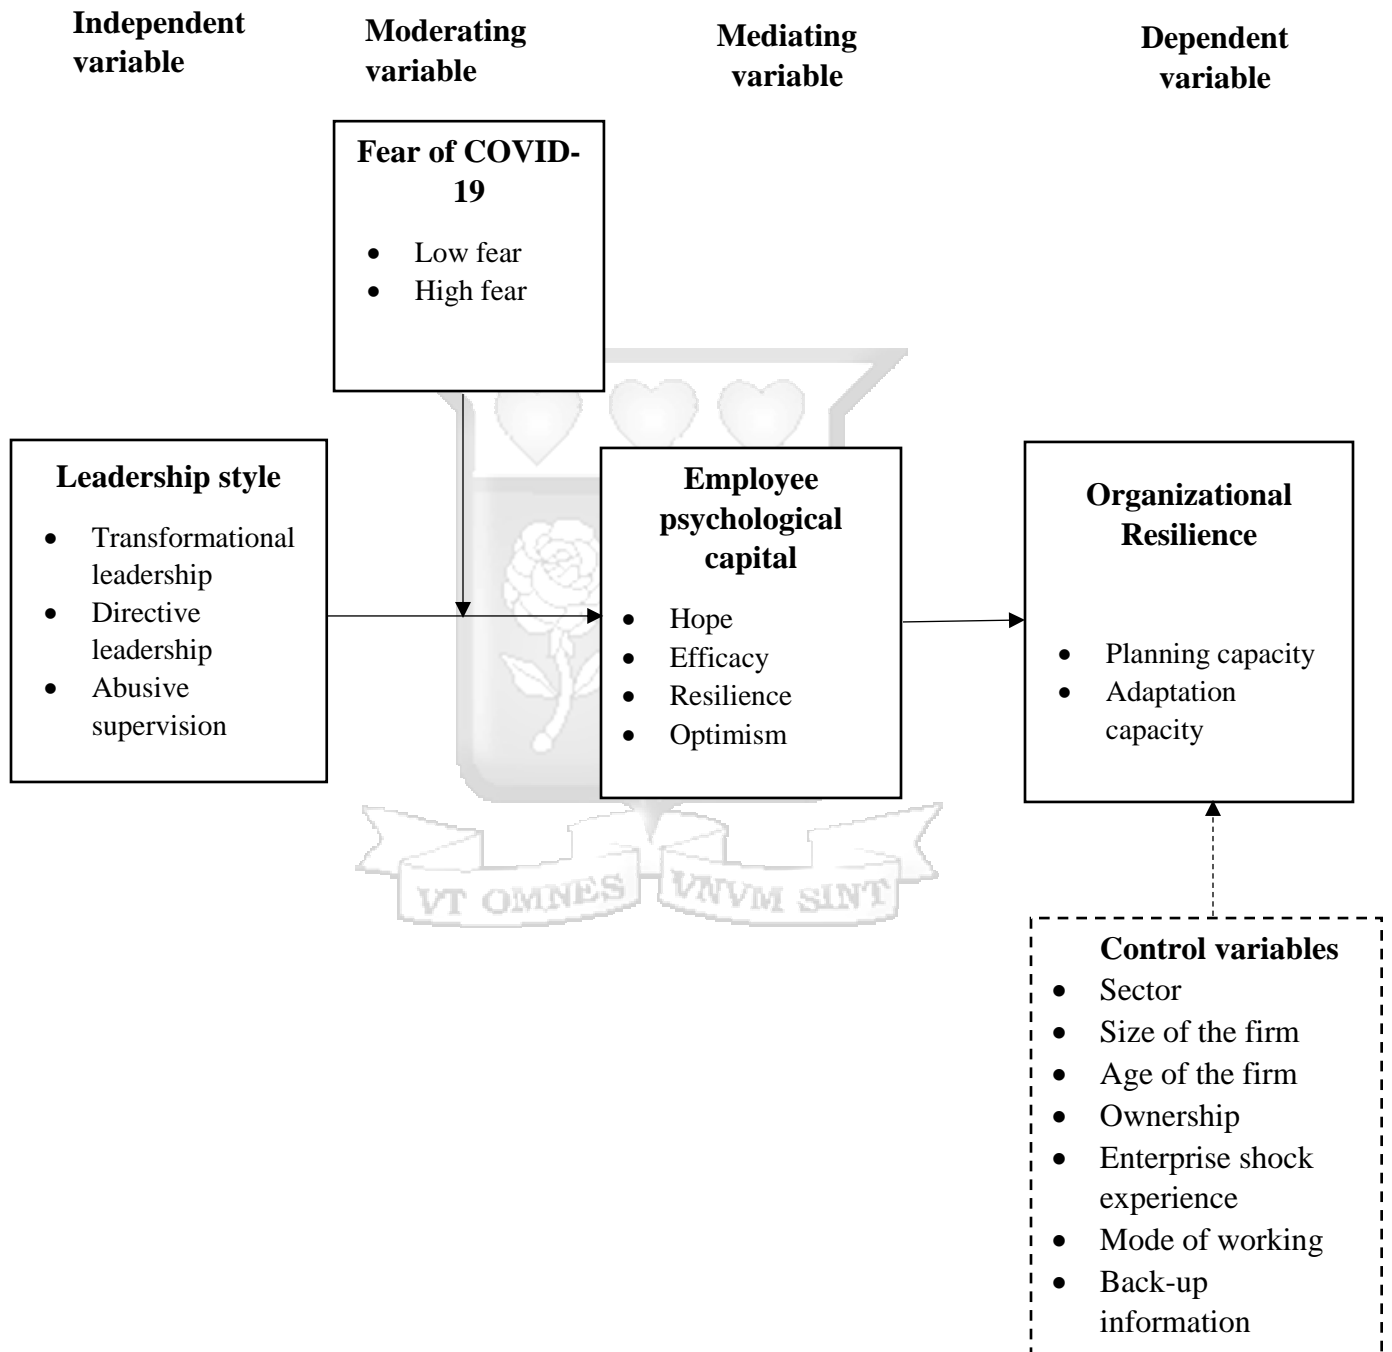 Independent
variable
Moderating
variable
Mediating
variable
Dependent
variable
Fear of COVID-
19
• Low fear
• High fear
Leadership style
• Transformational
leadership
• Directive
leadership
• Abusive
supervision
Employee
psychological
capital
• Hope
• Efficacy
• Resilience
• Optimism
Organizational
Resilience
• Planning capacity
• Adaptation
capacity
VT OMNES VNVM SINT
Control variables
• Sector
• Size of the firm
• Age of the firm
• Ownership
• Enterprise shock
experience
• Mode of working
• Back-up
information